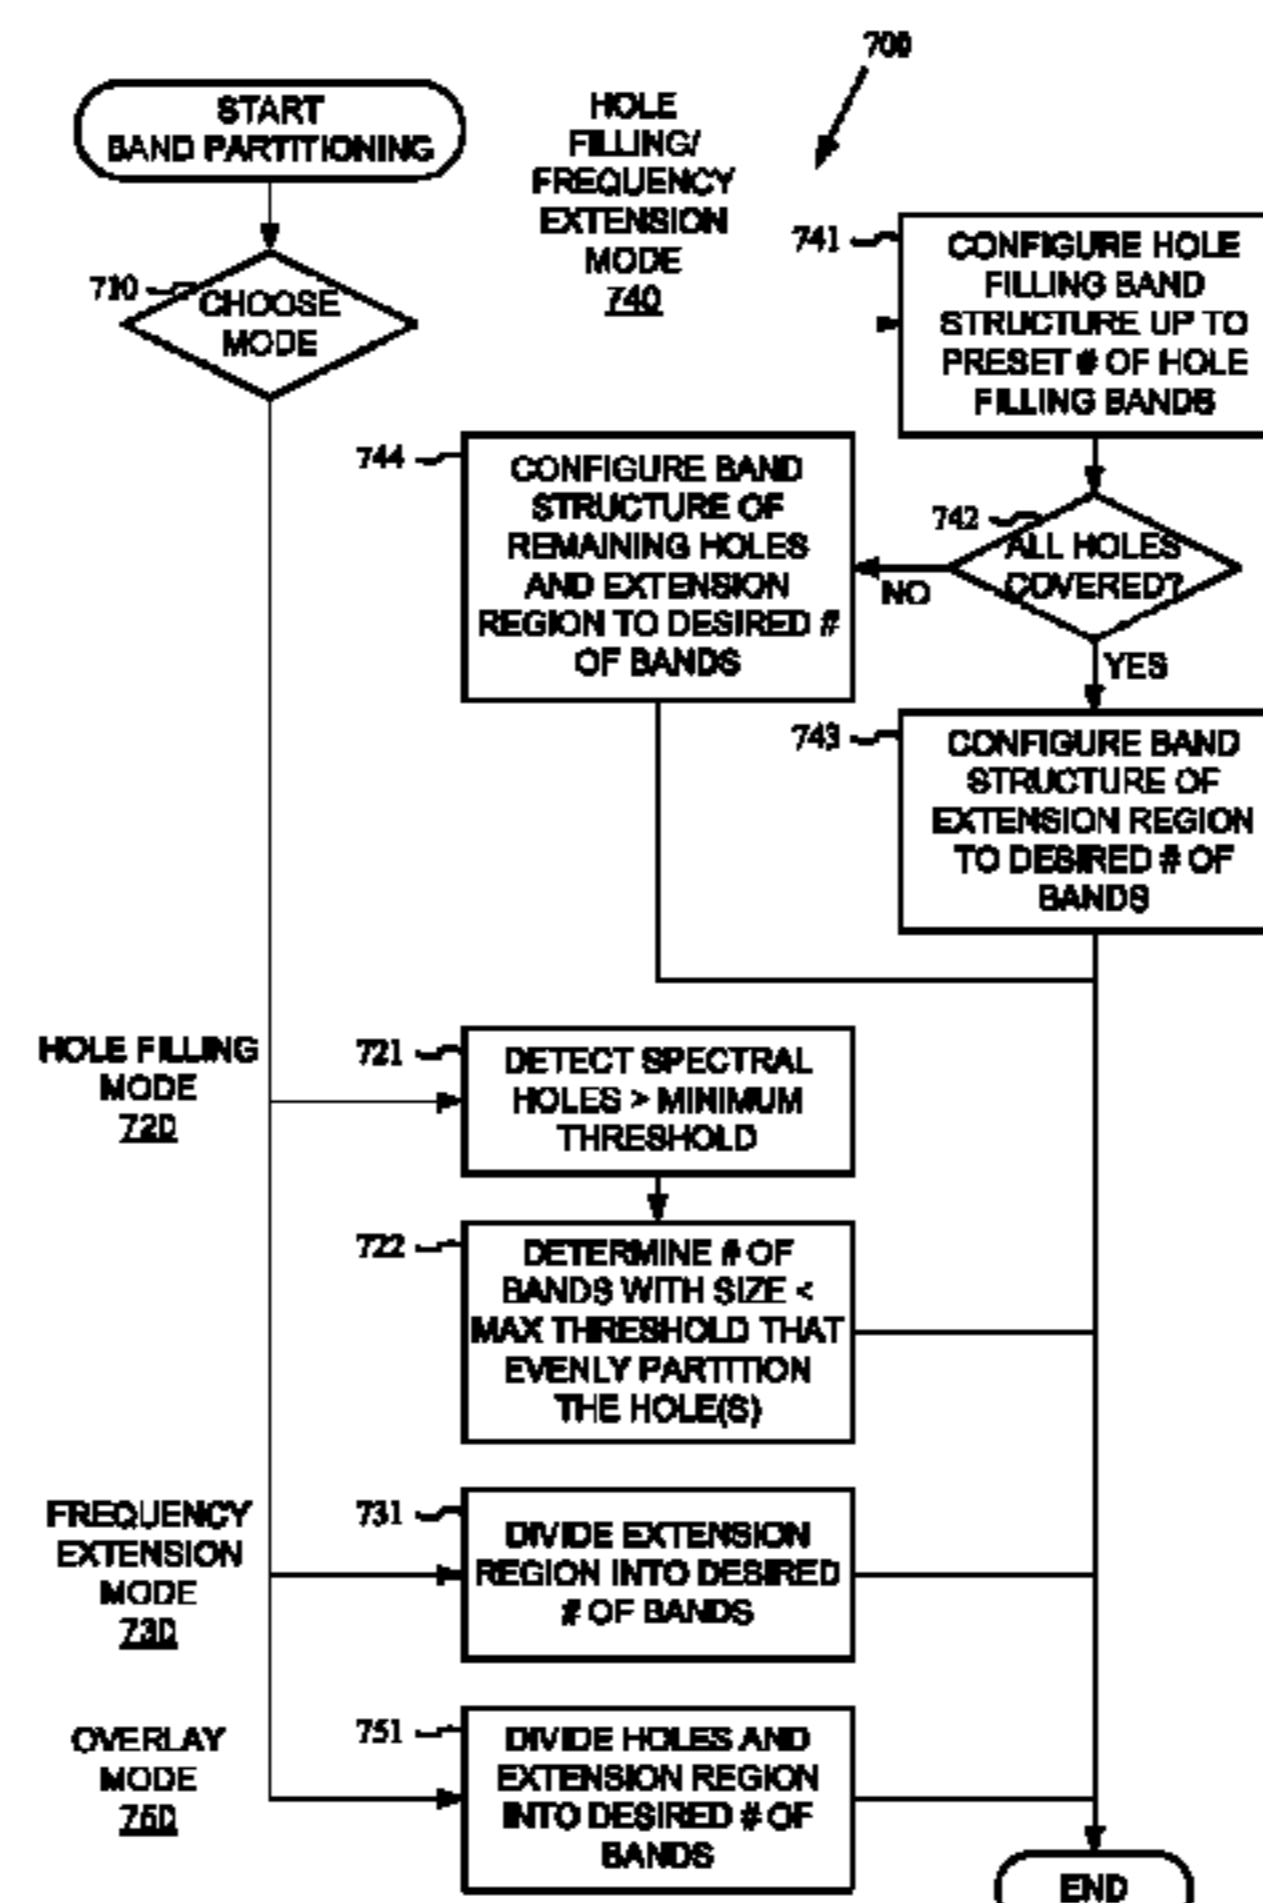 700
START
BAND PARTITIONING
HOLE
FILLING/
FREQUENCY
EXTENSION
MODE
740
710
CHOOSE
MODE
741
CONFIGURE HOLE
FILLING BAND
STRUCTURE UP TO
PRESET # OF HOLE
FILLING BANDS
744
CONFIGURE BAND
STRUCTURE OF
REMAINING HOLES
AND EXTENSION
REGION TO DESIRED #
OF BANDS
742
ALL HOLES
COVERED?
NO
YES
743
CONFIGURE BAND
STRUCTURE OF
EXTENSION REGION
TO DESIRED # OF
BANDS
HOLE FILLING
MODE
720
721
DETECT SPECTRAL
HOLES > MINIMUM
THRESHOLD
722
DETERMINE # OF
BANDS WITH SIZE <
MAX THRESHOLD THAT
EVENLY PARTITION
THE HOLE(S)
FREQUENCY
EXTENSION
MODE
730
731
DIVIDE EXTENSION
REGION INTO DESIRED
# OF BANDS
OVERLAY
MODE
750
751
DIVIDE HOLES AND
EXTENSION REGION
INTO DESIRED # OF
BANDS
END